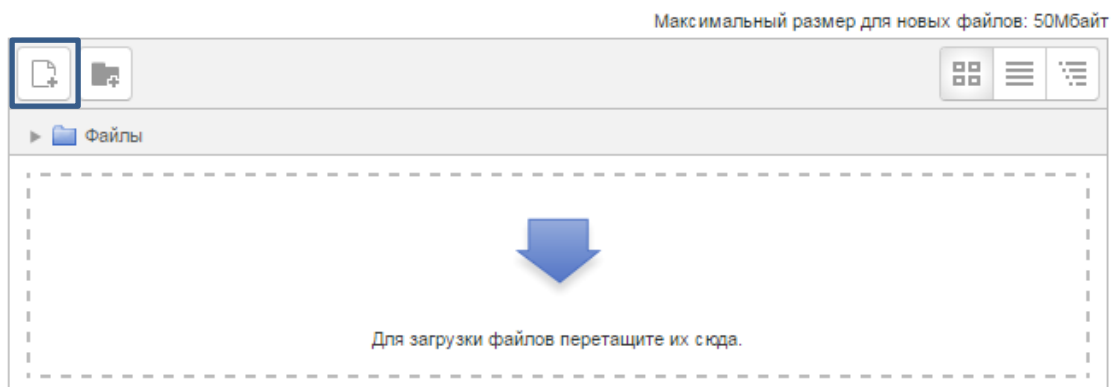 Максимальный размер для новых файлов: 50Мбайт
Файлы
Для загрузки файлов перетащите их сюда.